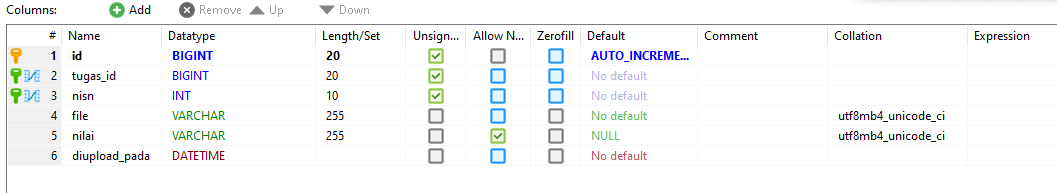 Columns: Add Remove Up Down
# Name Datatype Length/Set Unsign... Allow N... Zerofill Default Comment Collation Expression
1 id BIGINT 20 AUTO_INCREME...
2 tugas_id BIGINT 20 No default
3 nisn INT 10 No default
4 file VARCHAR 255 No default utf8mb4_unicode_ci
5 nilai VARCHAR 255 NULL utf8mb4_unicode_ci
6 diupload_pada DATETIME No default